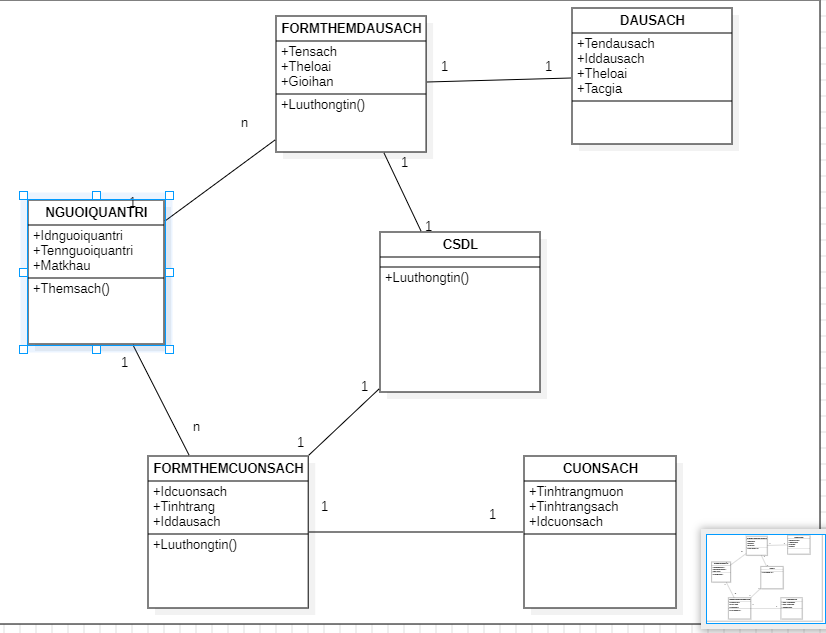 FORMTHEMDAUSACH
+Tensach
+Theloai
+Gioihan
+Luuthongtin()
1
1
DAUSACH
+Tendausach
+Iddausach
+Theloai
+Tacgia
n
1
1
1
NGUOIQUANTRI
+Idnguoiquantri
+Tennguoiquantri
+Matkhau
+Themsach()
CSDL
+Luuthongtin()
1
n
1
1
FORMTHEMCUONSACH
+Idcuonsach
+Tinhtrang
+Iddausach
+Luuthongtin()
1
1
CUONSACH
+Tinhtrangmuon
+Tinhtrangsach
+Idcuonsach